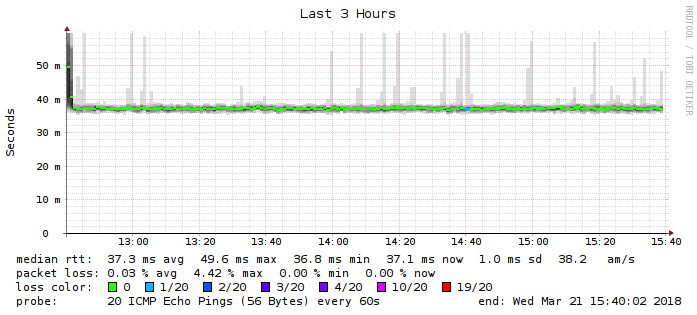 Last 3 Hours
RRDTOOL / TOBI OETIKER
Seconds
50 m
40 m
30 m
20 m
10 m
0
13:00 13:20 13:40 14:00 14:20 14:40 15:00 15:20 15:40
median rtt: 37.3 ms avg 49.6 ms max 36.8 ms min 37.1 ms now 1.0 ms sd 38.2 am/s
packet loss: 0.03 % avg 4.42 % max 0.00 % min 0.00 % now
loss color: 0 1/20 2/20 3/20 4/20 10/20 19/20
probe: 20 ICMP Echo Pings (56 Bytes) every 60s end: Wed Mar 21 15:40:02 2018